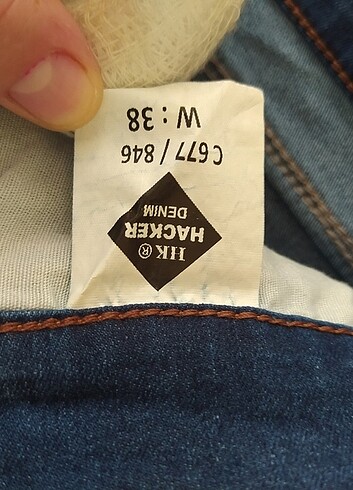 HK®
HACKER
DENIM
C677 / 846
W : 38